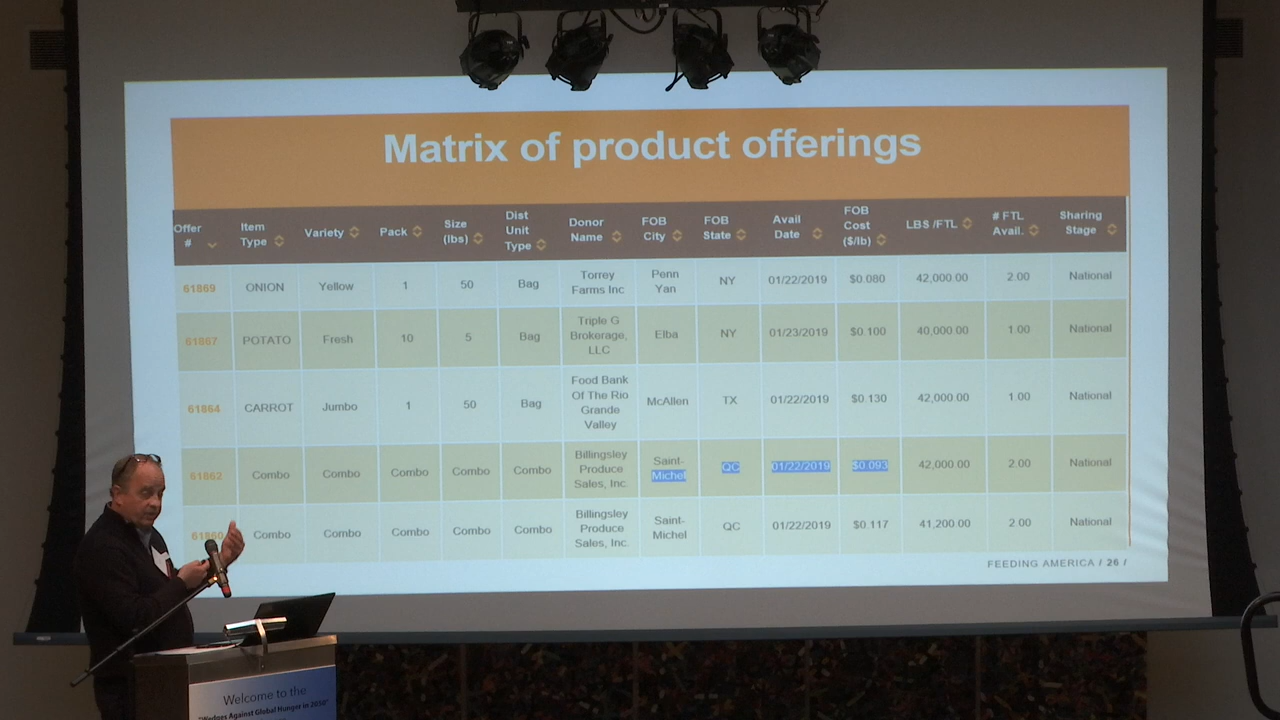 Matrix of product offerings
Offer # Item Type Variety Pack Size (lbs) Dist Unit Type Donor Name FOB City FOB State Avail Date FOB Cost ($/lb) LBS /FTL # FTL Avail. Sharing Stage
61869 ONION Yellow 1 50 Bag Torrey Farms Inc Penn Yan NY 01/22/2019 $0.080 42,000.00 2.00 National
61867 POTATO Fresh 10 5 Bag Triple G Brokerage, LLC Elba NY 01/23/2019 $0.100 40,000.00 1.00 National
61864 CARROT Jumbo 1 50 Bag Food Bank Of The Rio Grande Valley McAllen TX 01/22/2019 $0.130 42,000.00 1.00 National
61862 Combo Combo Combo Combo Combo Billingsley Produce Sales, Inc. Saint-Michel QC 01/22/2019 $0.093 42,000.00 2.00 National
61860 Combo Combo Combo Combo Combo Billingsley Produce Sales, Inc. Saint-Michel QC 01/22/2019 $0.117 41,200.00 2.00 National
FEEDING AMERICA / 26 /
Welcome to the
"Wedges Against Global Hunger in 2050"